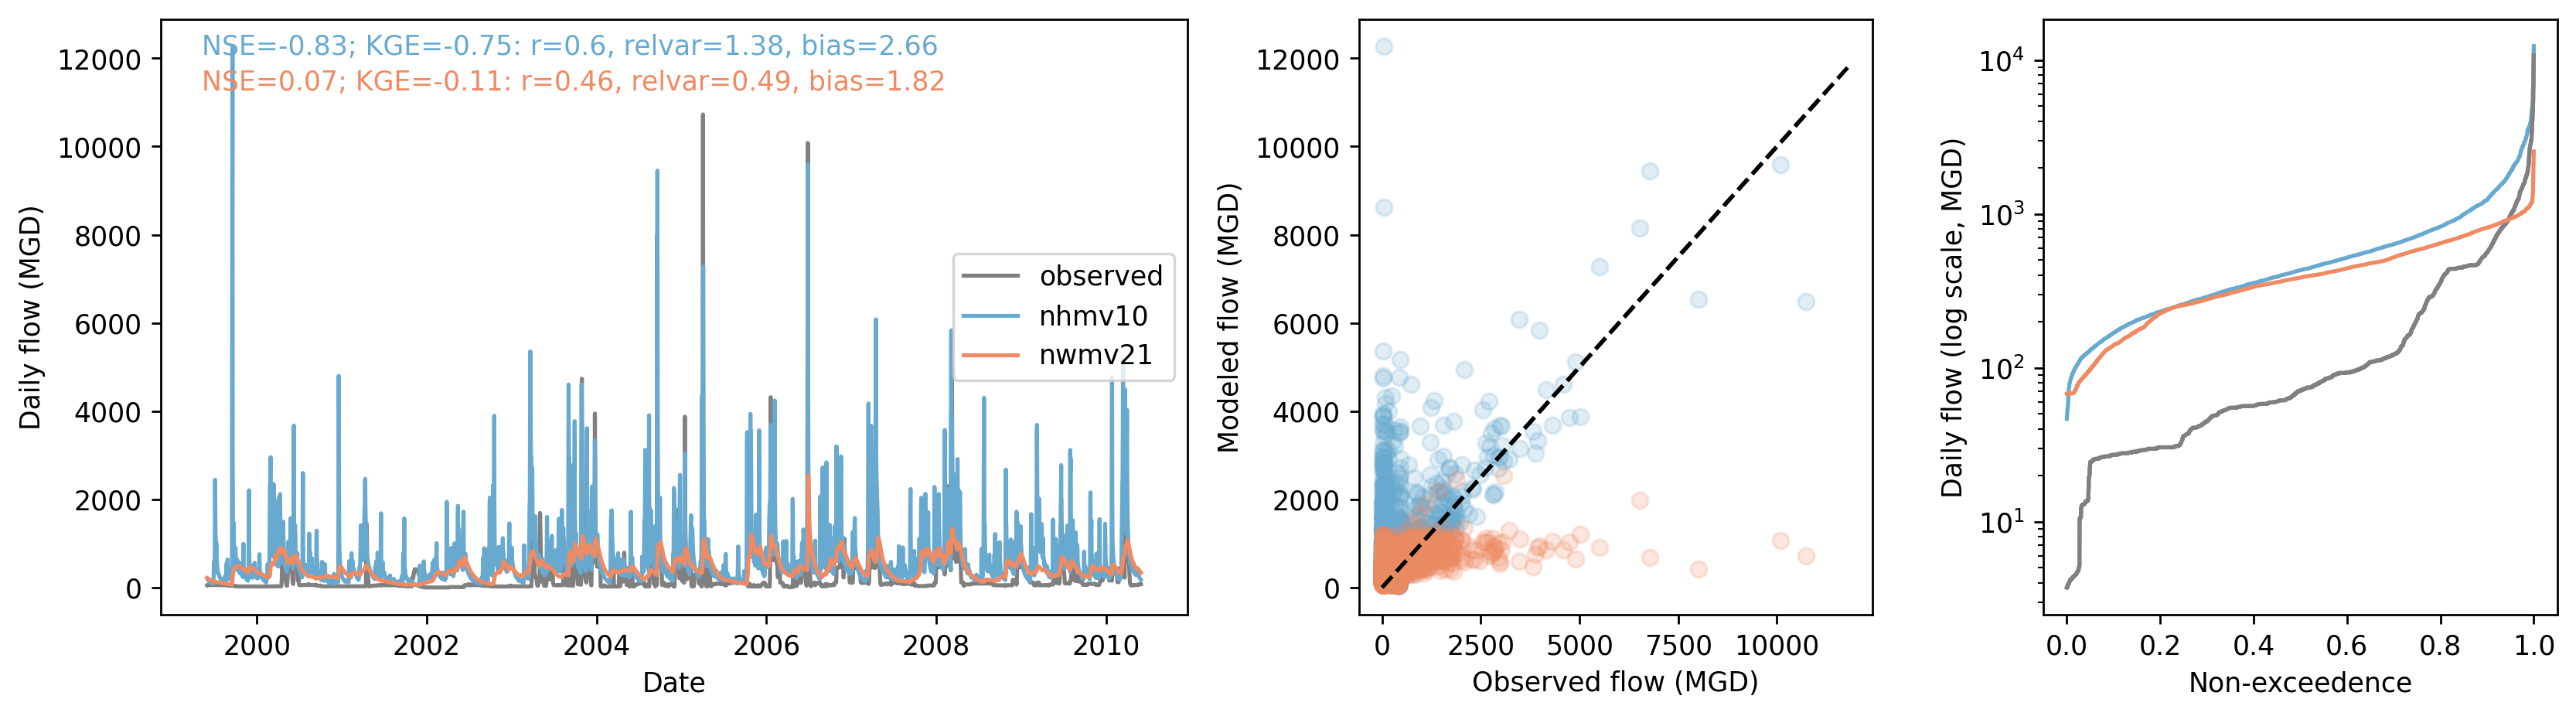 NSE=-0.83; KGE=-0.75: r=0.6, relvar=1.38, bias=2.66
NSE=0.07; KGE=-0.11: r=0.46, relvar=0.49, bias=1.82
Daily flow (MGD)
12000
10000
8000
6000
4000
2000
0
observed
nhmv10
nwmv21
2000 2002 2004 2006 2008 2010
Date
Modeled flow (MGD)
12000
10000
8000
6000
4000
2000
0
0 2500 5000 7500 10000
Observed flow (MGD)
Daily flow (log scale, MGD)
10⁴
10³
10²
10¹
0.0 0.2 0.4 0.6 0.8 1.0
Non-exceedence